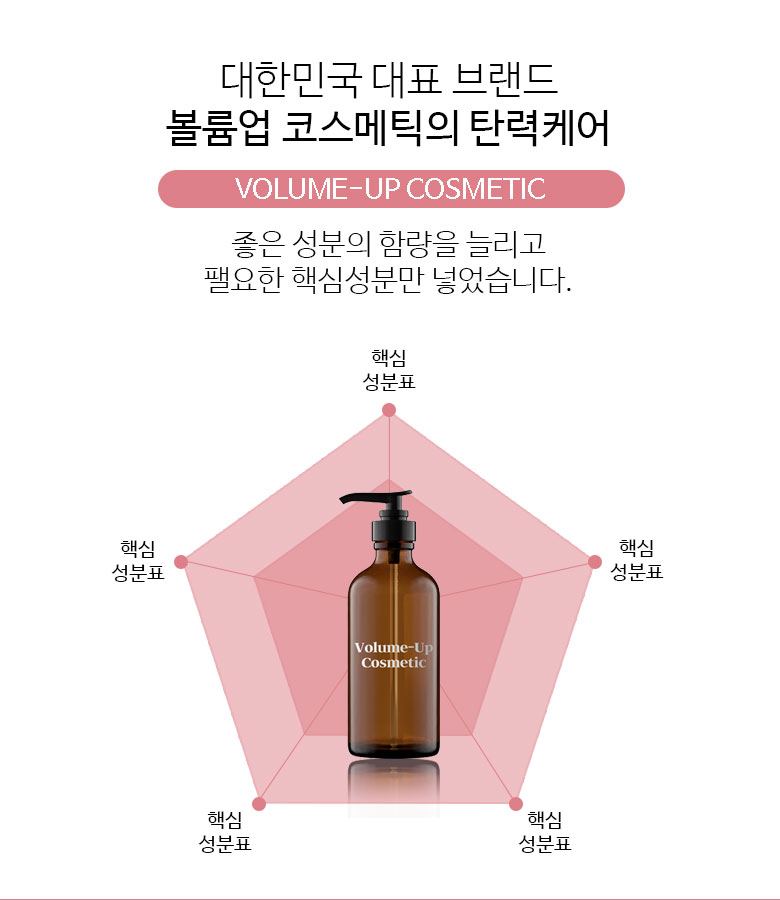 대한민국 대표 브랜드
볼륨업 코스메틱의 탄력케어
VOLUME-UP COSMETIC
좋은 성분의 함량을 늘리고
팰요한 핵심성분만 넣었습니다.
핵심
성분표
핵심
성분표
핵심
성분표
Volume-Up
Cosmetic
핵심
성분표
핵심
성분표